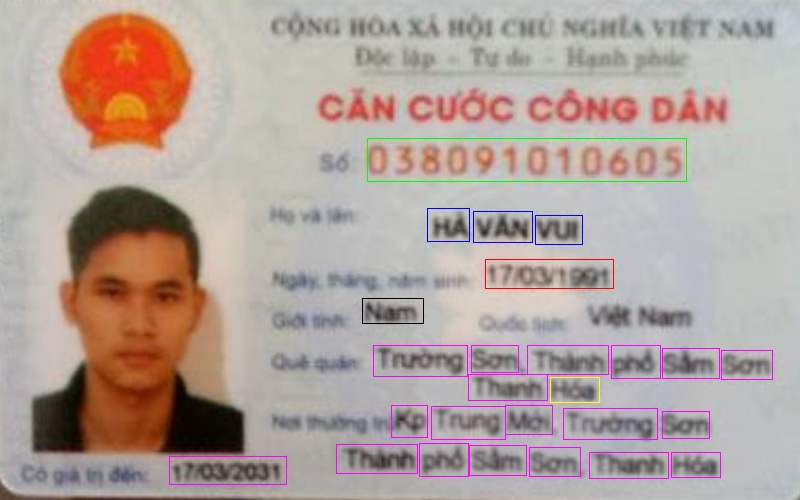 CỘNG HÒA XÃ HỘI CHỦ NGHĨA VIỆT NAM
Độc lập - Tự do - Hạnh phúc
CĂN CƯỚC CÔNG DÂN
Số: 038091010605
Họ và tên: HÀ VĂN VUI
Ngày, tháng, năm sinh: 17/03/1991
Giới tính: Nam Quốc tịch: Việt Nam
Quê quán: Trường Sơn, Thành phố Sầm Sơn
Thanh Hóa
Nơi thường trú: Kp Trung Mới, Trường Sơn
Thành phố Sầm Sơn, Thanh Hóa
Có giá trị đến: 17/03/2031